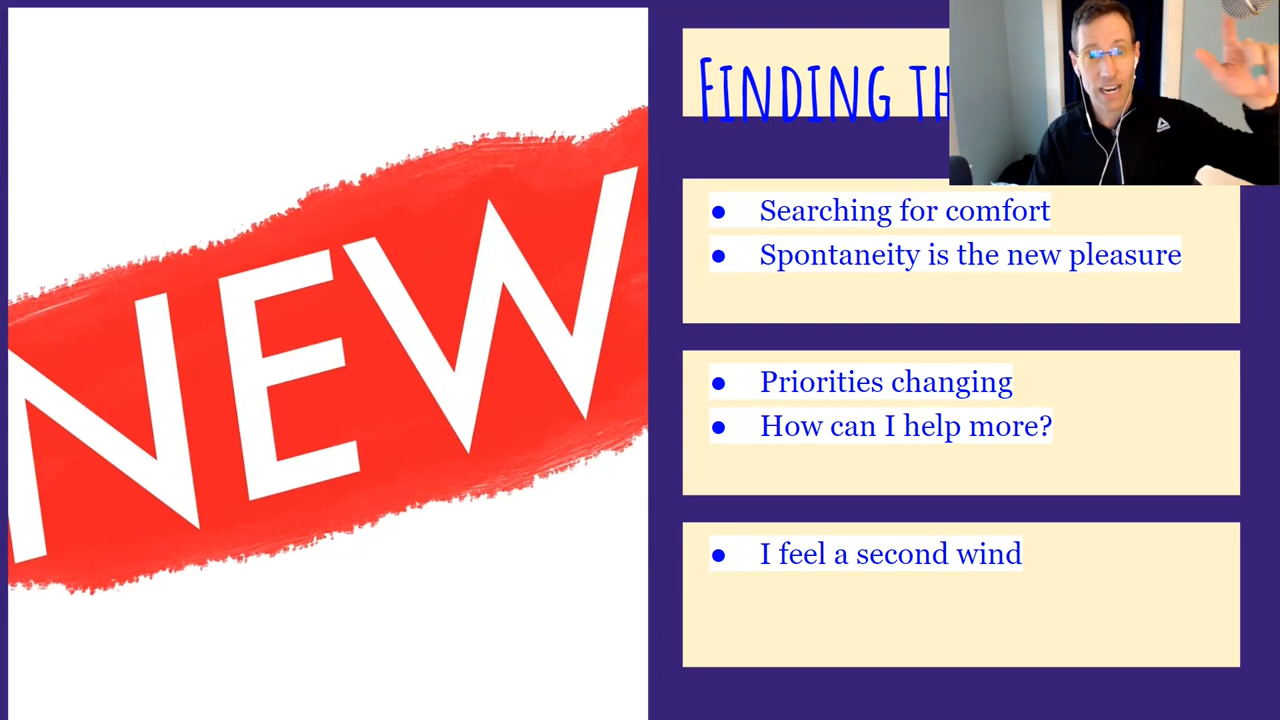 NEW
FINDING
● Searching for comfort
● Spontaneity is the new pleasure
● Priorities changing
● How can I help more?
● I feel a second wind